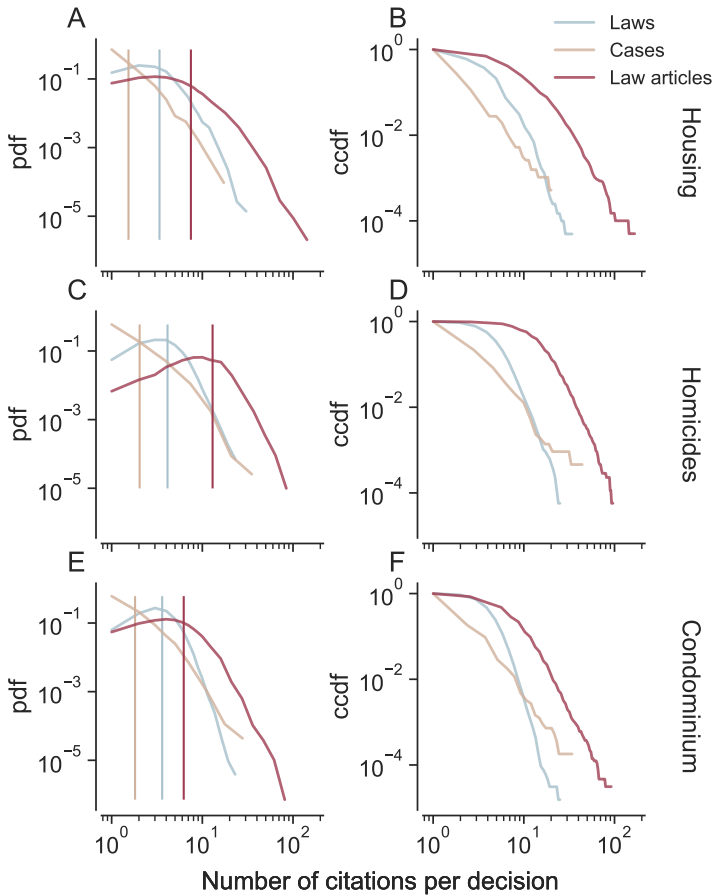 A
B
Laws
Cases
Law articles
10^-1
10^-3
10^-5
pdf
10^0
10^-2
10^-4
ccdf
Housing
C
D
10^-1
10^-3
10^-5
pdf
10^0
10^-2
10^-4
ccdf
Homicides
E
F
10^-1
10^-3
10^-5
pdf
10^0
10^-2
10^-4
ccdf
Condominium
10^0 10^1 10^2
10^0 10^1 10^2
Number of citations per decision